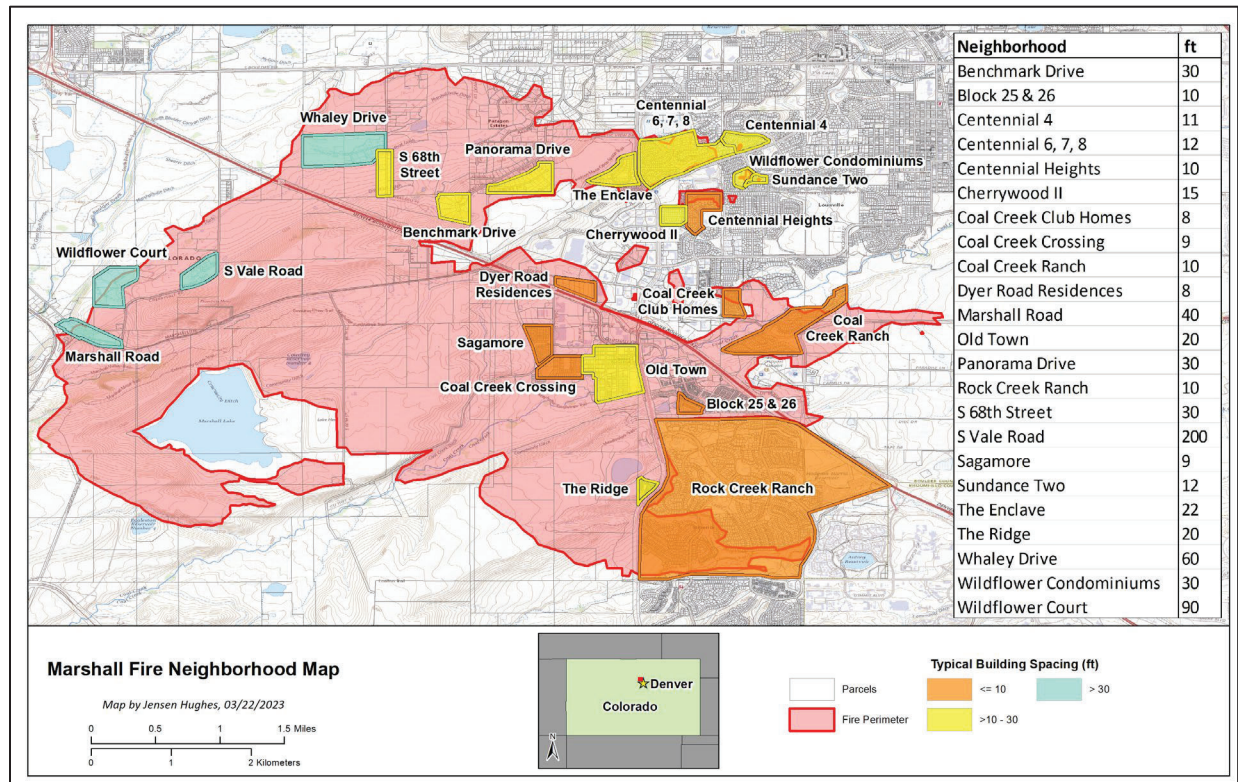 Whaley Drive
S 68th
Street
Panorama Drive
Centennial
6, 7, 8
Centennial 4
Wildflower Condominiums
Sundance Two
The Enclave
Centennial Heights
Cherrywood II
Benchmark Drive
Wildflower Court
S Vale Road
Marshall Road
Marshall Lake
Dyer Road
Residences
Coal Creek
Club Homes
Coal
Creek Ranch
Sagamore
Coal Creek Crossing
Old Town
Block 25 & 26
The Ridge
Rock Creek Ranch
Neighborhood ft
Benchmark Drive 30
Block 25 & 26 10
Centennial 4 11
Centennial 6, 7, 8 12
Centennial Heights 10
Cherrywood II 15
Coal Creek Club Homes 8
Coal Creek Crossing 9
Coal Creek Ranch 10
Dyer Road Residences 8
Marshall Road 40
Old Town 20
Panorama Drive 30
Rock Creek Ranch 10
S 68th Street 30
S Vale Road 200
Sagamore 9
Sundance Two 12
The Enclave 22
The Ridge 20
Whaley Drive 60
Wildflower Condominiums 30
Wildflower Court 90
Marshall Fire Neighborhood Map
Map by Jensen Hughes, 03/22/2023
0 0.5 1 1.5 Miles
0 1 2 Kilometers
N
Denver
Colorado
Typical Building Spacing (ft)
Parcels
Fire Perimeter
<= 10
>10 - 30
> 30